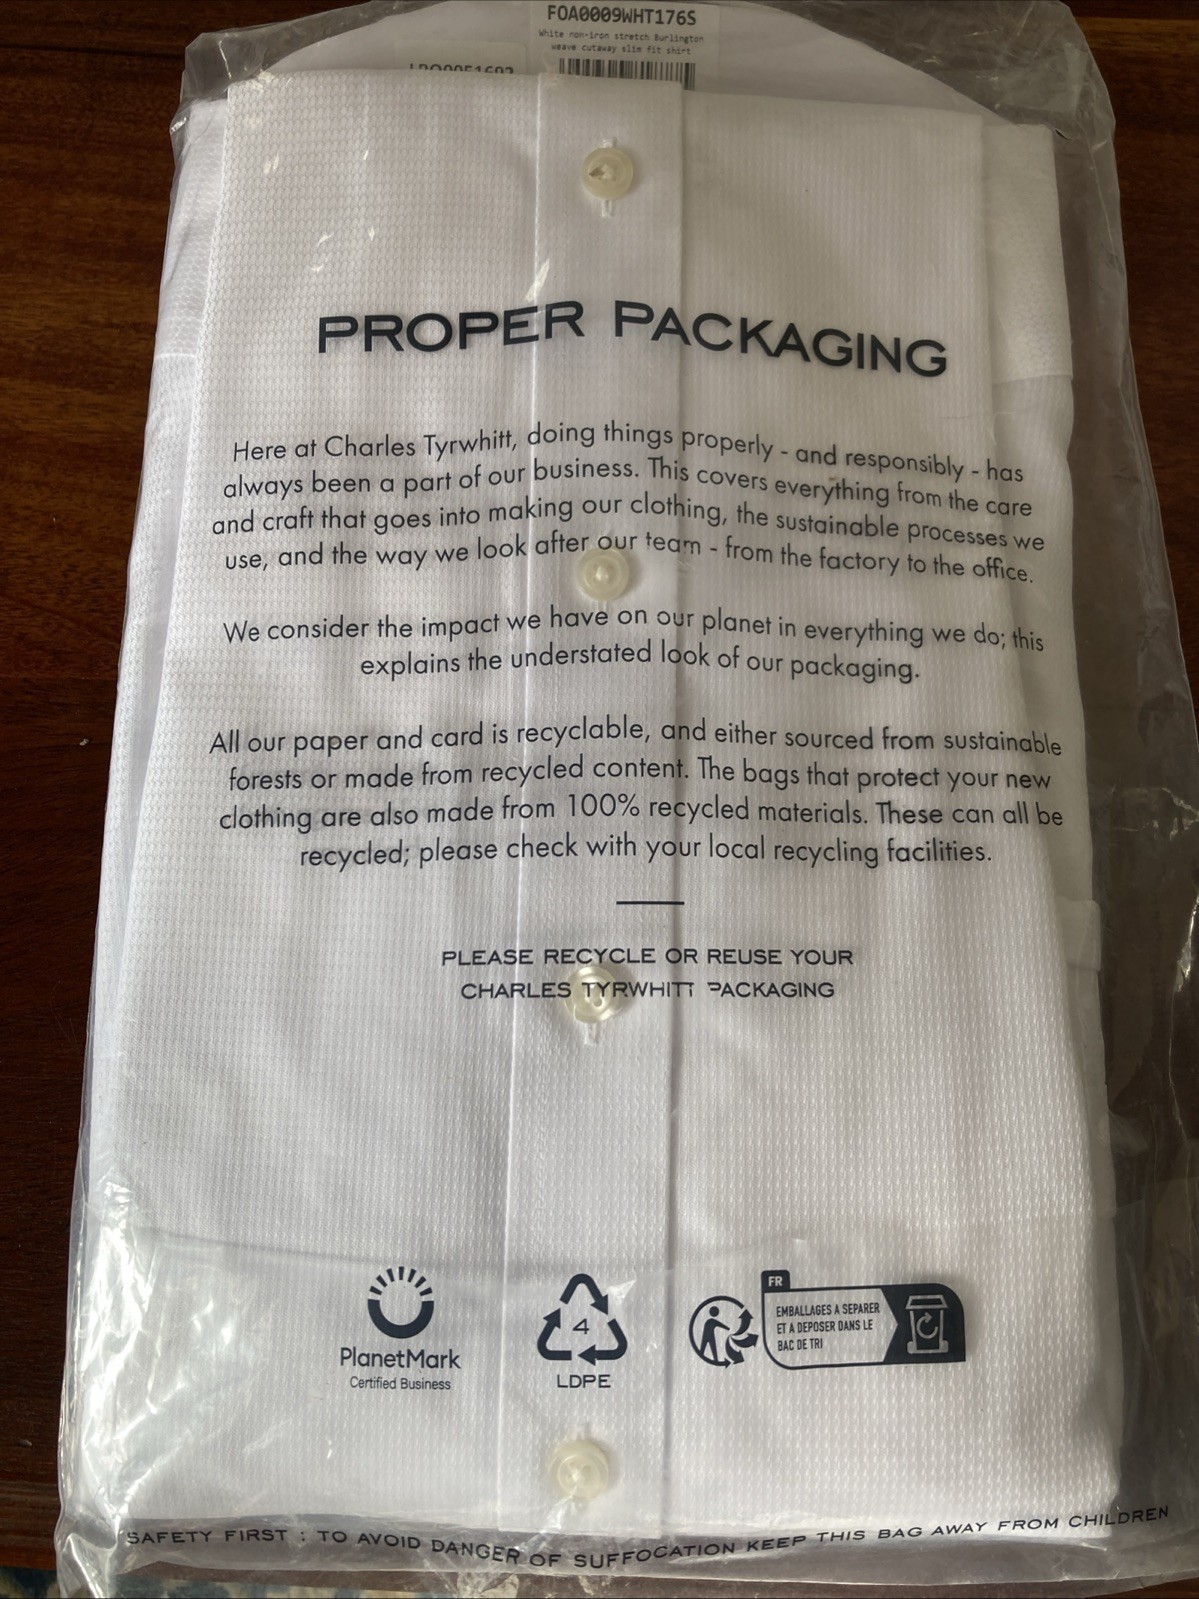 FOA0009WHT176S
White non-iron stretch Burlington
weave cutaway slim fit shirt
PROPER PACKAGING
Here at Charles Tyrwhitt, doing things properly - and responsibly - has
always been a part of our business. This covers everything from the care
and craft that goes into making our clothing, the sustainable processes we
use, and the way we look after our team - from the factory to the office.
We consider the impact we have on our planet in everything we do; this
explains the understated look of our packaging.
All our paper and card is recyclable, and either sourced from sustainable
forests or made from recycled content. The bags that protect your new
clothing are also made from 100% recycled materials. These can all be
recycled; please check with your local recycling facilities.
PLEASE RECYCLE OR REUSE YOUR
CHARLES TYRWHITT PACKAGING
PlanetMark
Certified Business
4
LDPE
FR
EMBALLAGES A SEPARER
ET A DEPOSER DANS LE
BAC DE TRI
SAFETY FIRST : TO AVOID DANGER OF SUFFOCATION KEEP THIS BAG AWAY FROM CHILDREN